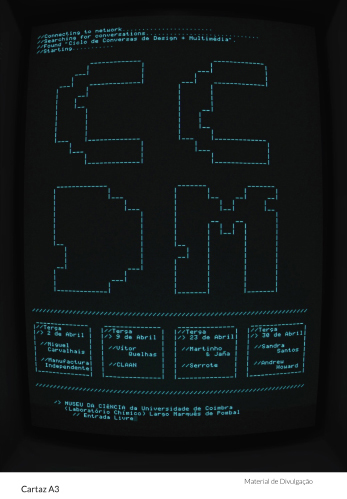 //Connecting to network
//Searching for conversations
//Found "Ciclo de Conversas de Design + Multimédia".
//Starting
CC
DM
//Terça
/> 2 de Abril
//Miguel
Carvalhais
//Manufactura
Independente
//Terça
/> 9 de Abril
//Vítor
Quelhas
//CLAAN
//Terça
/> 23 de Abril
//Martinho
& Jaña
//Serrote
//Terça
/> 30 de Abril
//Sandra
Santos
//Andrew
Howard
/> MUSEU DA CIÊNCIA da Universidade de Coimbra
(Laboratório Chimico) Largo Marquês de Pombal
// Entrada Livre
Cartaz A3
Material de Divulgação